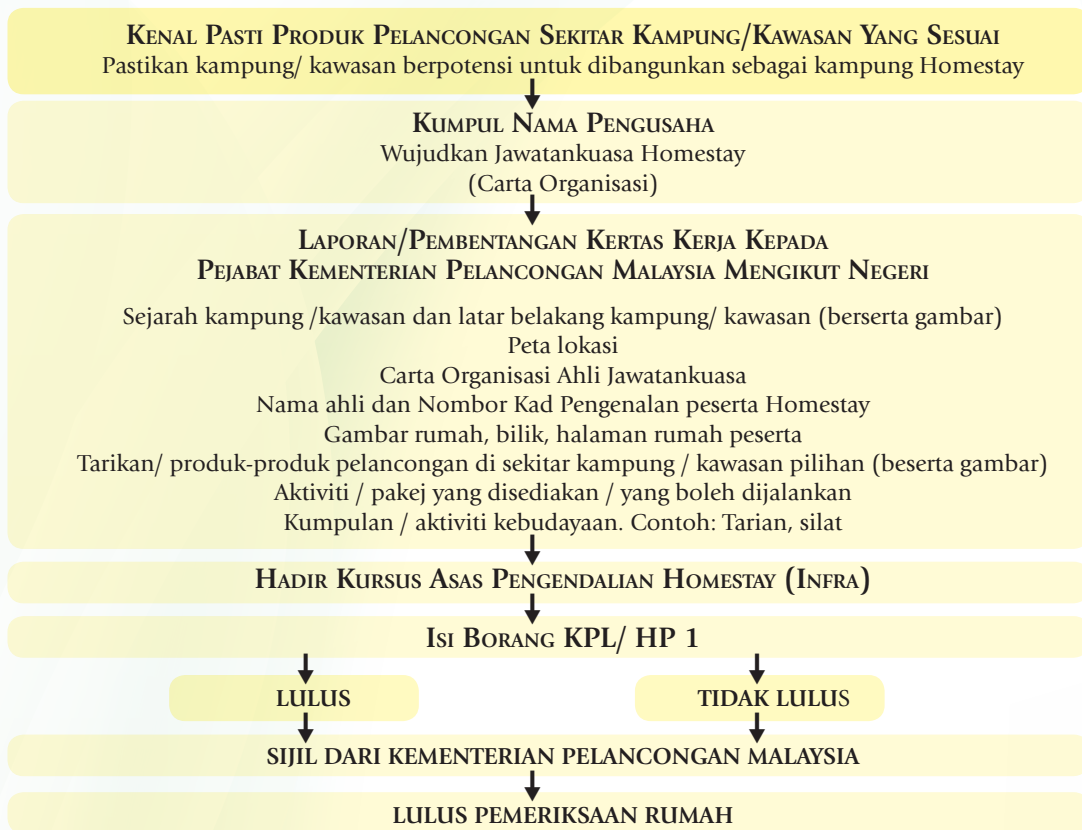 KENAL PASTI PRODUK PELANCONGAN SEKITAR KAMPUNG/KAWASAN YANG SESUAI
Pastikan kampung/ kawasan berpotensi untuk dibangunkan sebagai kampung Homestay
KUMPUL NAMA PENGUSAHA
Wujudkan Jawatankuasa Homestay
(Carta Organisasi)
LAPORAN/PEMBENTANGAN KERTAS KERJA KEPADA
PEJABAT KEMENTERIAN PELANCONGAN MALAYSIA MENGIKUT NEGERI
Sejarah kampung /kawasan dan latar belakang kampung/ kawasan (berserta gambar)
Peta lokasi
Carta Organisasi Ahli Jawatankuasa
Nama ahli dan Nombor Kad Pengenalan peserta Homestay
Gambar rumah, bilik, halaman rumah peserta
Tarikan/ produk-produk pelancongan di sekitar kampung / kawasan pilihan (beserta gambar)
Aktiviti / pakej yang disediakan / yang boleh dijalankan
Kumpulan / aktiviti kebudayaan. Contoh: Tarian, silat
HADIR KURSUS ASAS PENGENDALIAN HOMESTAY (INFRA)
ISI BORANG KPL/ HP 1
LULUS
TIDAK LULUS
SIJIL DARI KEMENTERIAN PELANCONGAN MALAYSIA
LULUS PEMERIKSAAN RUMAH